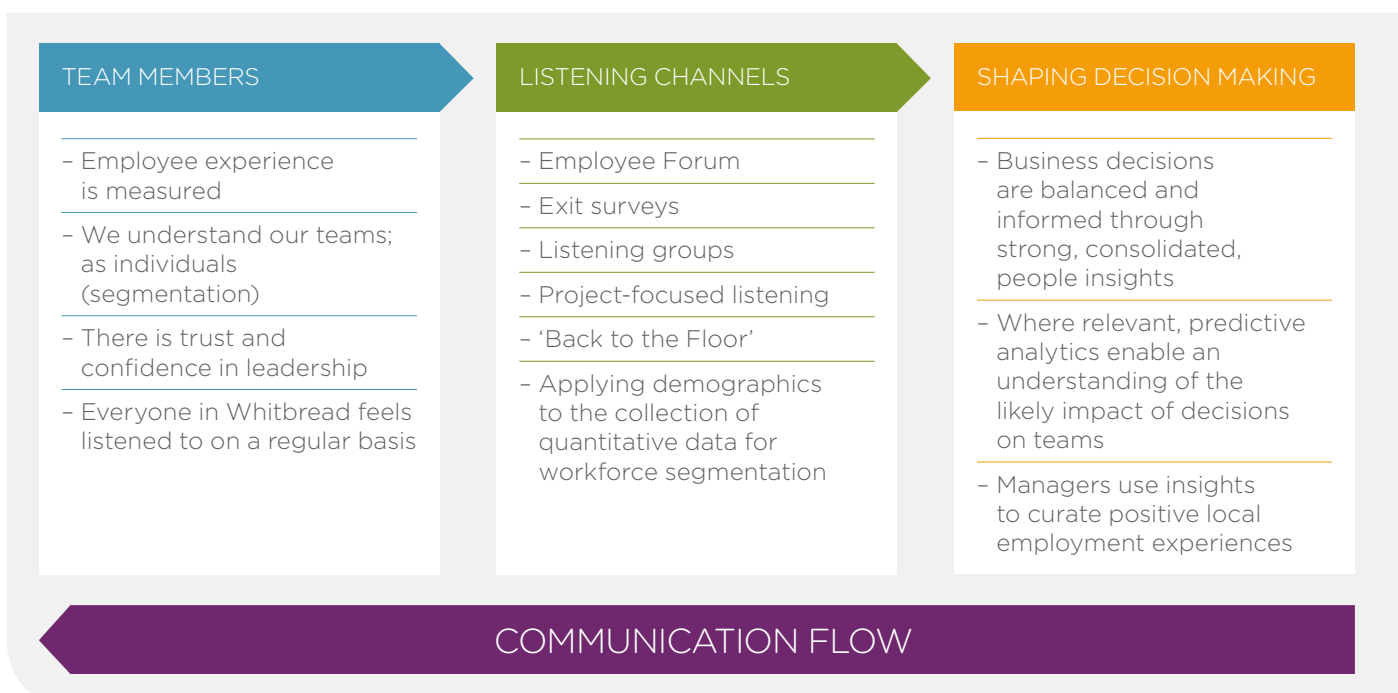 TEAM MEMBERS
– Employee experience
is measured
– We understand our teams;
as individuals
(segmentation)
– There is trust and
confidence in leadership
– Everyone in Whitbread feels
listened to on a regular basis
LISTENING CHANNELS
– Employee Forum
– Exit surveys
– Listening groups
– Project-focused listening
– ‘Back to the Floor’
– Applying demographics
to the collection of
quantitative data for
workforce segmentation
SHAPING DECISION MAKING
– Business decisions
are balanced and
informed through
strong, consolidated,
people insights
– Where relevant, predictive
analytics enable an
understanding of the
likely impact of decisions
on teams
– Managers use insights
to curate positive local
employment experiences
COMMUNICATION FLOW